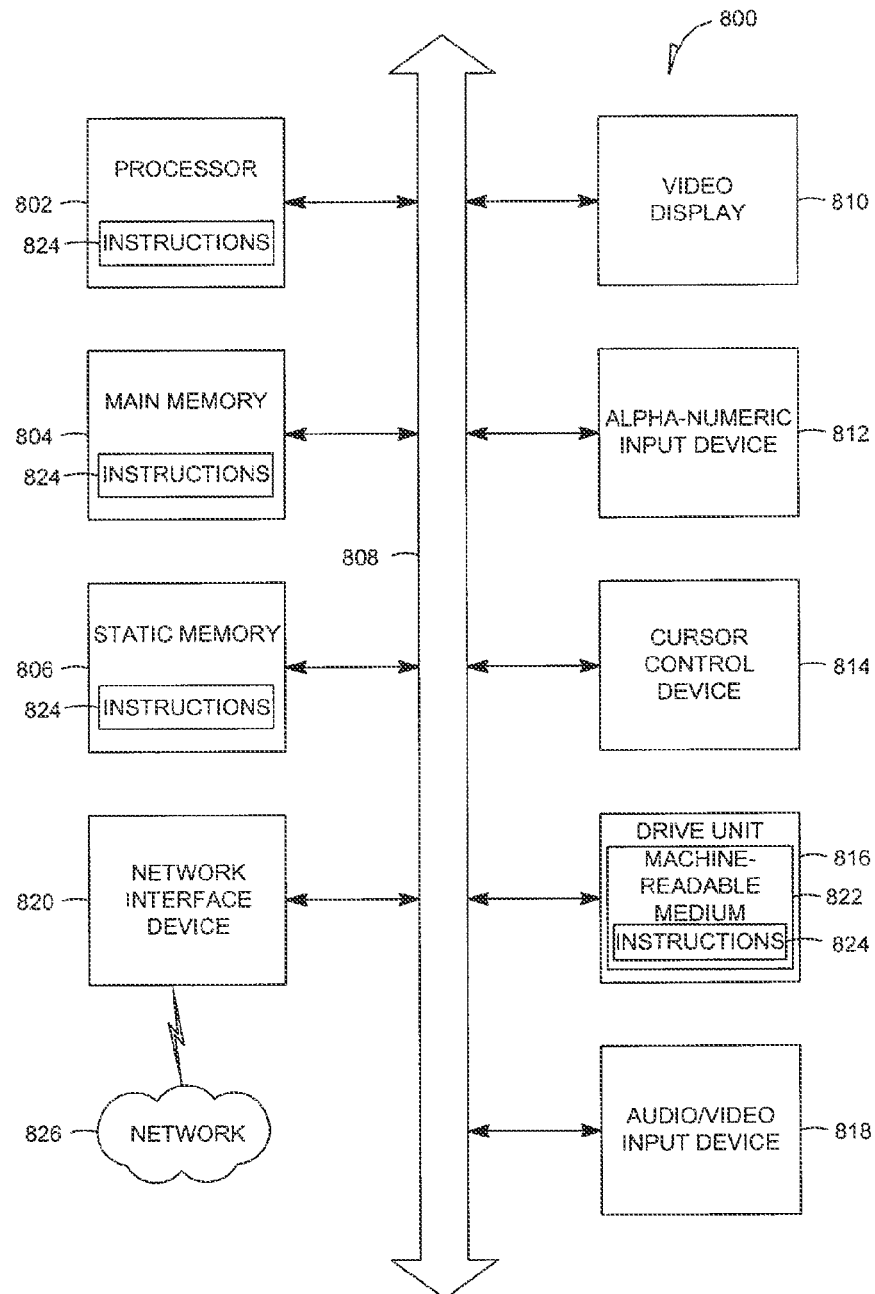 800
PROCESSOR
802
824
INSTRUCTIONS
VIDEO
DISPLAY
810
MAIN MEMORY
804
824
INSTRUCTIONS
ALPHA-NUMERIC
INPUT DEVICE
812
808
STATIC MEMORY
806
824
INSTRUCTIONS
CURSOR
CONTROL
DEVICE
814
NETWORK
INTERFACE
DEVICE
820
DRIVE UNIT
816
MACHINE-
READABLE
MEDIUM
822
INSTRUCTIONS
824
826
NETWORK
AUDIO/VIDEO
INPUT DEVICE
818